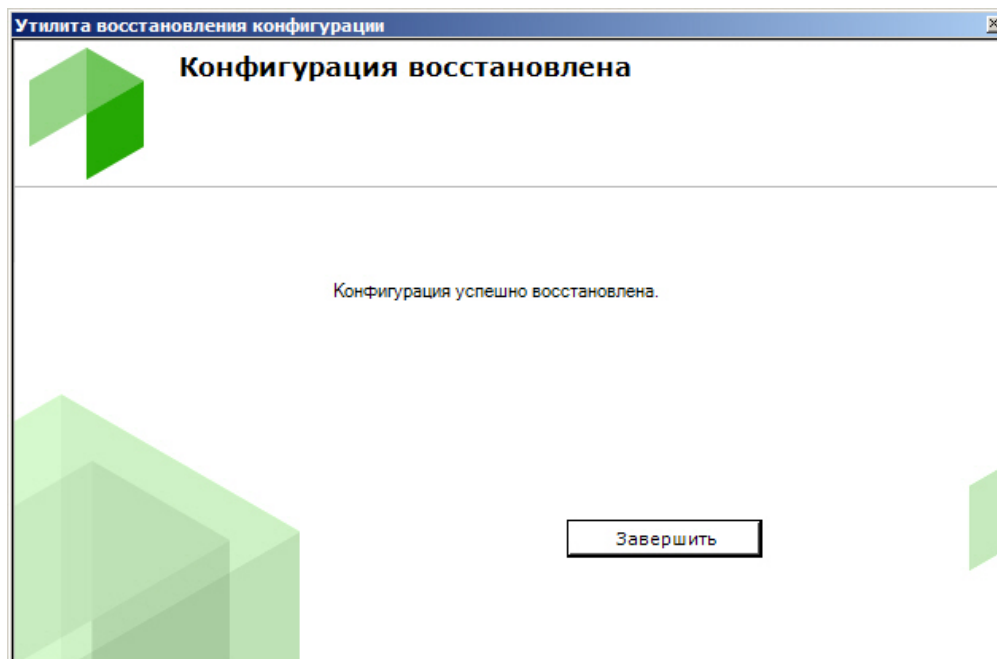 Утилита восстановления конфигурации
Конфигурация восстановлена
Конфигурация успешно восстановлена.
Завершить